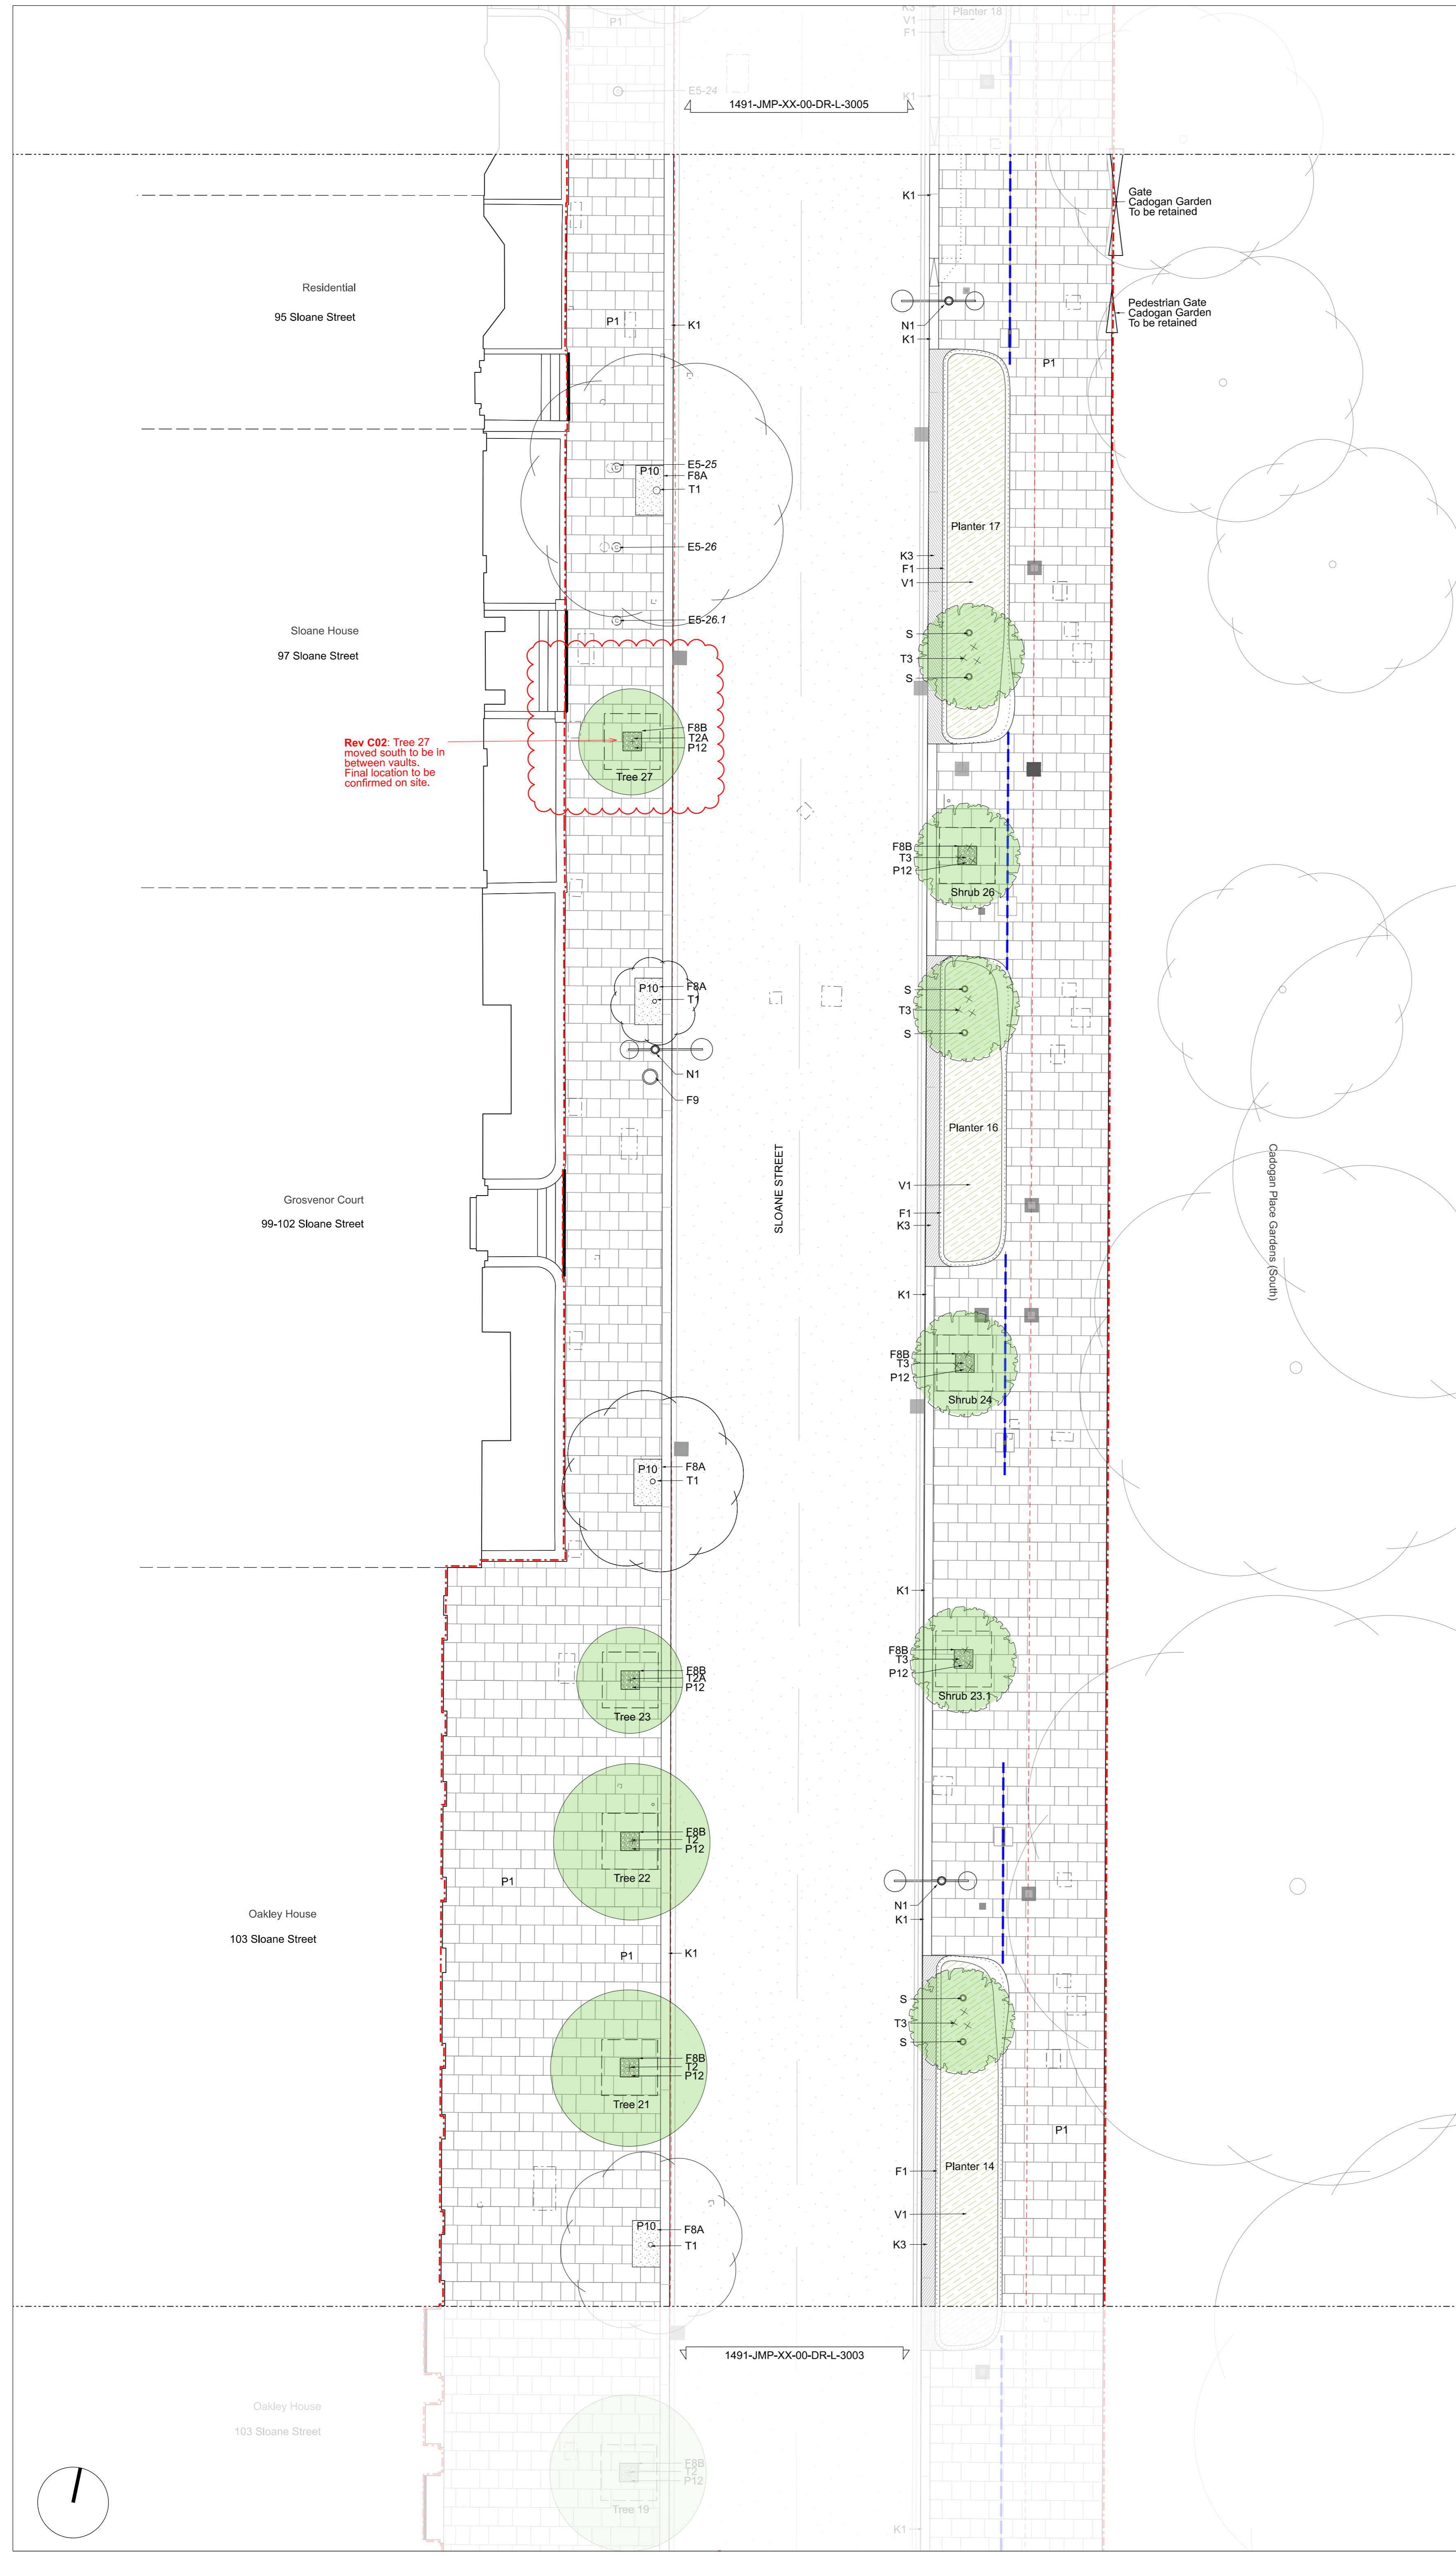 P1
K3
V1
F1
Planter 18
E5-24
K1
1491-JMP-XX-00-DR-L-3005
K1
Gate
Cadogan Garden
To be retained
Residential
95 Sloane Street
P1
K1
N1
K1
Pedestrian Gate
Cadogan Garden
To be retained
P1
P10
E5-25
F8A
T1
E5-26
E5-26.1
Planter 17
K3
F1
V1
S
T3
S
Sloane House
97 Sloane Street
Rev C02: Tree 27
moved south to be in
between vaults.
Final location to be
confirmed on site.
F8B
T2A
P12
Tree 27
F8B
T3
P12
Shrub 26
P10
F8A
T1
N1
F9
S
T3
S
Planter 16
V1
F1
K3
SLOANE STREET
Cadogan Place Gardens (South)
Grosvenor Court
99-102 Sloane Street
K1
F8B
T3
P12
Shrub 24
P10
F8A
T1
K1
F8B
T3
P12
Shrub 23.1
F8B
T2A
P12
Tree 23
F8B
T2
P12
Tree 22
P1
Oakley House
103 Sloane Street
P1
K1
N1
K1
S
T3
S
F8B
T2
P12
Tree 21
P1
F1
Planter 14
V1
K3
P10
F8A
T1
1491-JMP-XX-00-DR-L-3003
Oakley House
103 Sloane Street
F8B
T2
P12
Tree 19
K1